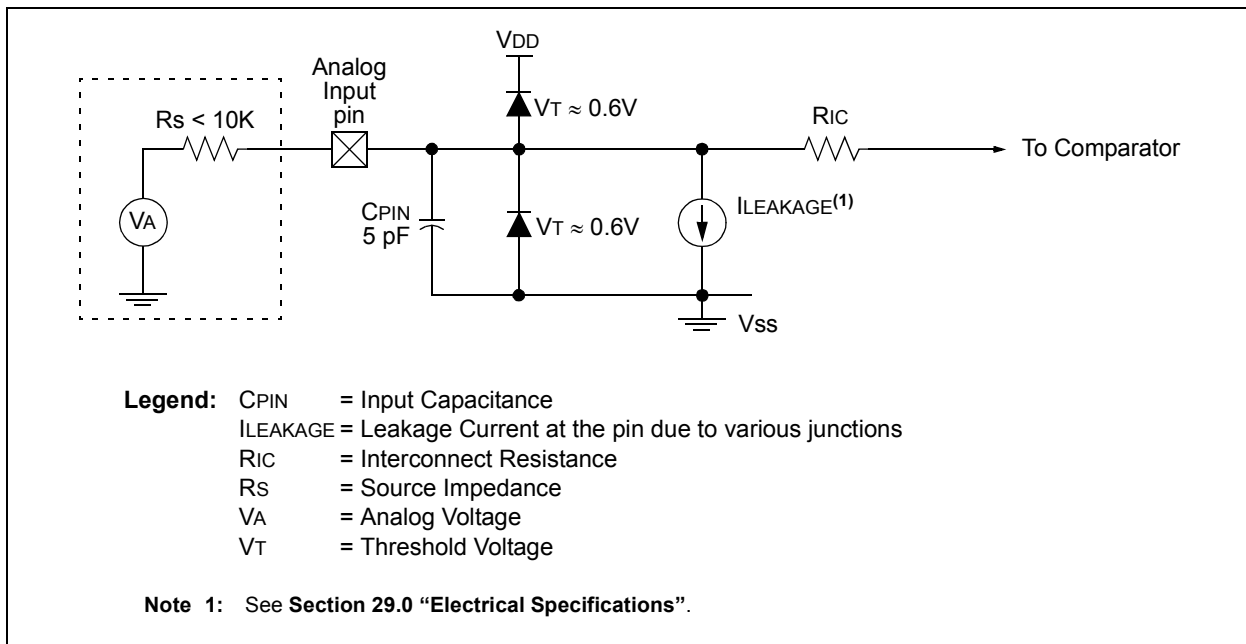 VDD
Analog
Input
pin
Rs < 10K
VT ≈ 0.6V
RIC
To Comparator
VA
CPIN
5 pF
VT ≈ 0.6V
ILEAKAGE(1)
Vss
Legend: CPIN = Input Capacitance
ILEAKAGE = Leakage Current at the pin due to various junctions
RIC = Interconnect Resistance
RS = Source Impedance
VA = Analog Voltage
VT = Threshold Voltage
Note 1: See Section 29.0 “Electrical Specifications”.